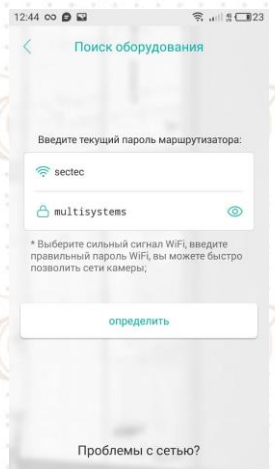 12:44
23
Поиск оборудования
Введите текущий пароль маршрутизатора:
sectec
multisystems
* Выберите сильный сигнал WiFi, введите
правильный пароль WiFi, вы можете быстро
позволить сети камеры;
определить
Проблемы с сетью?